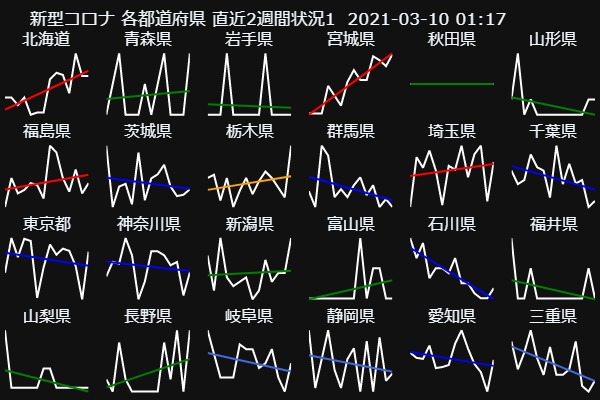 新型コロナ 各都道府県 直近2週間状況1 2021-03-10 01:17
北海道 青森県 岩手県 宮城県 秋田県 山形県
福島県 茨城県 栃木県 群馬県 埼玉県 千葉県
東京都 神奈川県 新潟県 富山県 石川県 福井県
山梨県 長野県 岐阜県 静岡県 愛知県 三重県